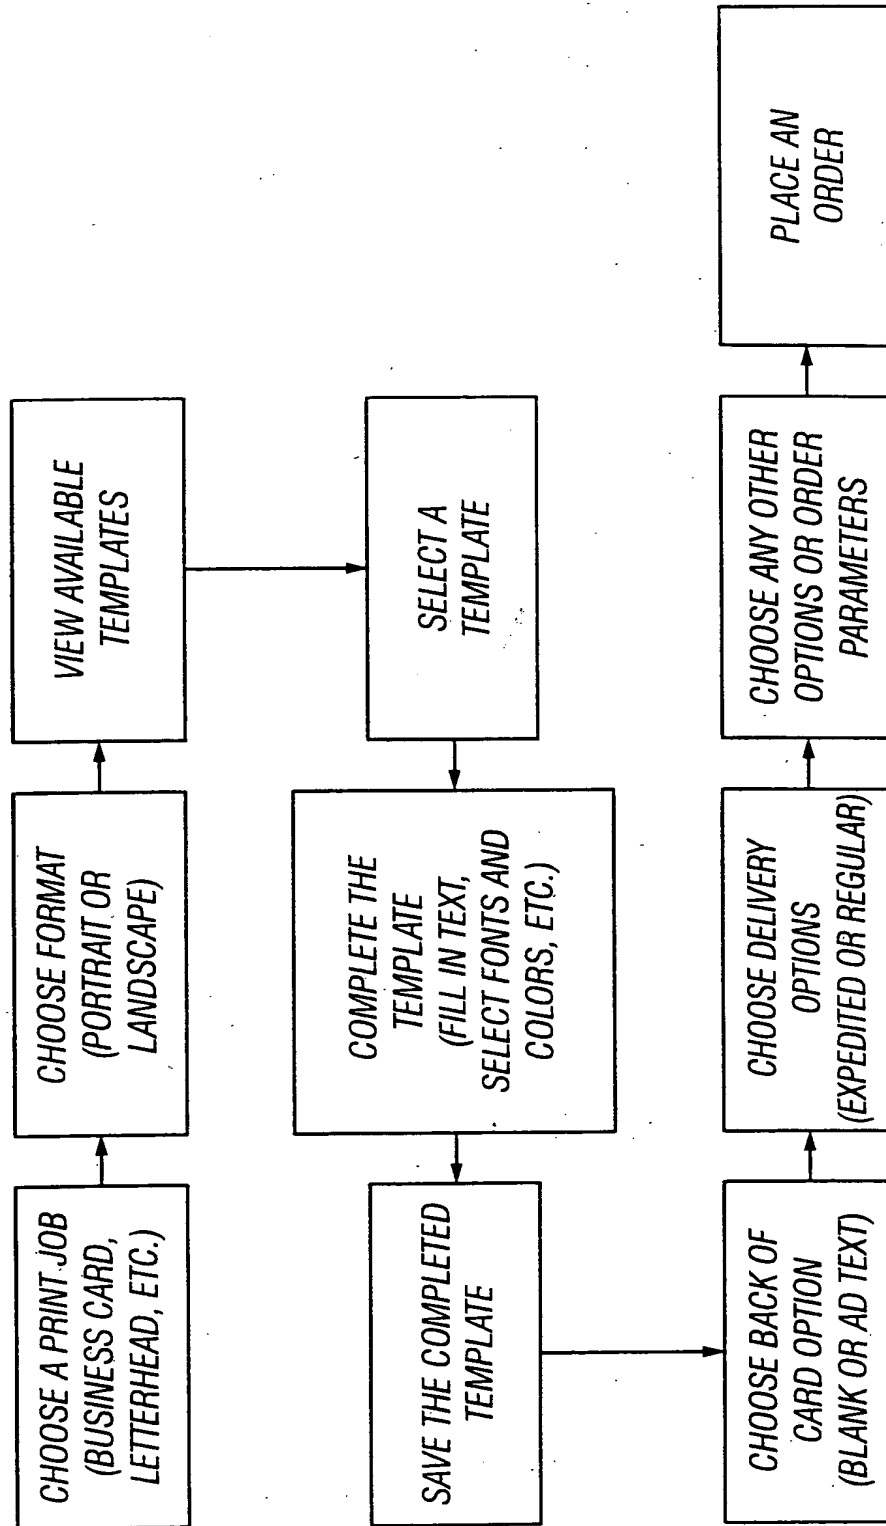 CHOOSE A PRINT JOB
(BUSINESS CARD,
LETTERHEAD, ETC.)
CHOOSE FORMAT
(PORTRAIT OR
LANDSCAPE)
VIEW AVAILABLE
TEMPLATES
SELECT A
TEMPLATE
COMPLETE THE
TEMPLATE
(FILL IN TEXT,
SELECT FONTS AND
COLORS, ETC.)
SAVE THE COMPLETED
TEMPLATE
CHOOSE BACK OF
CARD OPTION
(BLANK OR AD TEXT)
CHOOSE DELIVERY
OPTIONS
(EXPEDITED OR REGULAR)
CHOOSE ANY OTHER
OPTIONS OR ORDER
PARAMETERS
PLACE AN
ORDER